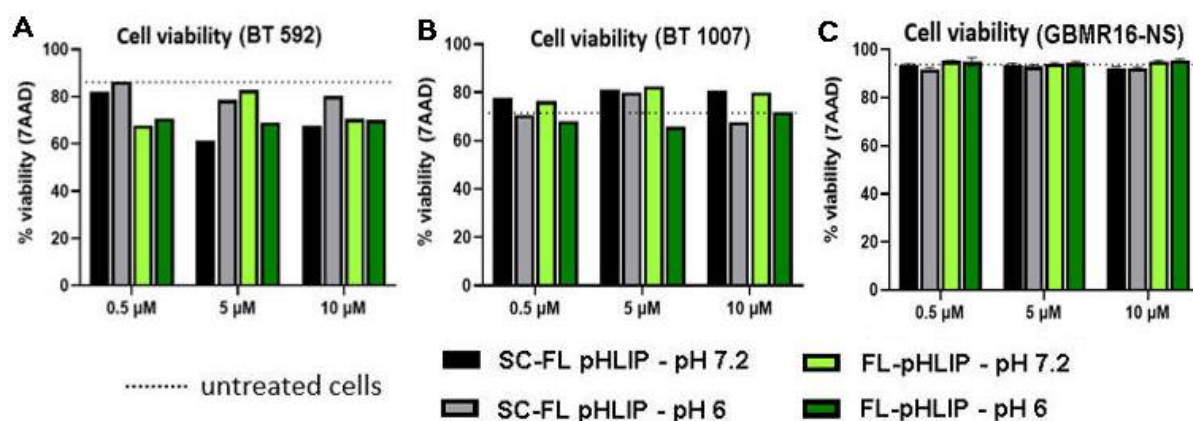 A
Cell viability (BT 592)
% viability (7AAD)
100
80
60
40
20
0
0.5 µM
5 µM
10 µM
B
Cell viability (BT 1007)
% viability (7AAD)
100
80
60
40
20
0
0.5 µM
5 µM
10 µM
C
Cell viability (GBMR16-NS)
% viability (7AAD)
100
80
60
40
20
0
0.5 µM
5 µM
10 µM
untreated cells
SC-FL pHLIP - pH 7.2
FL-pHLIP - pH 7.2
SC-FL pHLIP - pH 6
FL-pHLIP - pH 6